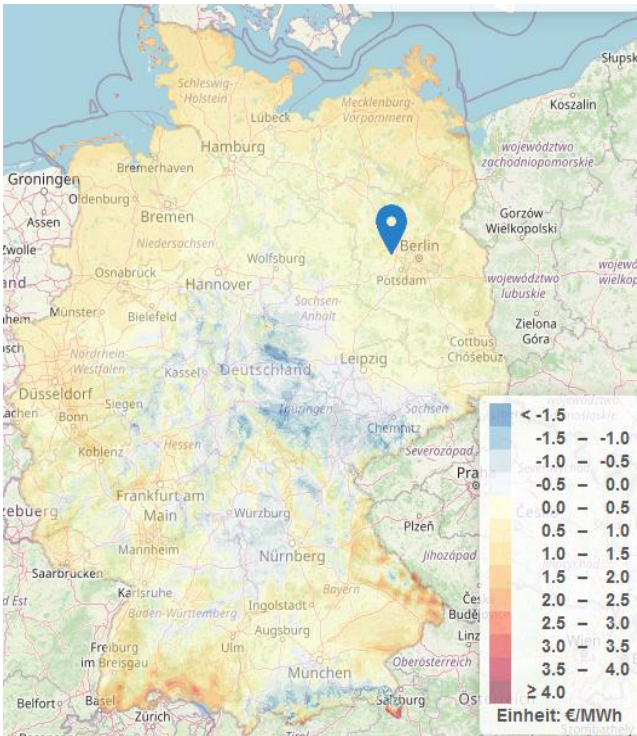 Słupsk
Koszalin
Schleswig-
Holstein
Lübeck
Mecklenburg-
Vorpommern
Hamburg
województwo
zachodniopomorskie
Bremerhaven
Groningen
Oldenburg
Assen
Bremen
Gorzów
Wielkopolski
Zwolle
Niedersachsen
Berlin
Wolfsburg
Osnabrück
Hannover
Potsdam
województwo
lubuskie
Sachsen-
Anhalt
Münster
Bielefeld
Zielona
Góra
Cottbus
- Chóśebuz
Nordrhein-
Westfalen
Kassel
Deutschland
Leipzig
Düsseldorf
Siegen
Bonn
Thüringen
Sachsen
Chemnitz
Koblenz
Hessen
Severozápad
Praha
Frankfurt am
Main
Würzburg
Plzeň
Mannheim
Nürnberg
Jihozápad
Saarbrücken
Karlsruhe
Bayern
Baden-Württemberg
Ingolstadt
Augsburg
Ulm
Linz
Wien
Freiburg
im Breisgau
München
Oberösterreich
Salzburg
Belfort
Basel
Zürich
Tirol
< -1.5
-1.5 – -1.0
-1.0 – -0.5
-0.5 – 0.0
0.0 – 0.5
0.5 – 1.0
1.0 – 1.5
1.5 – 2.0
2.0 – 2.5
2.5 – 3.0
3.0 – 3.5
3.5 – 4.0
≥ 4.0
Einheit: €/MWh